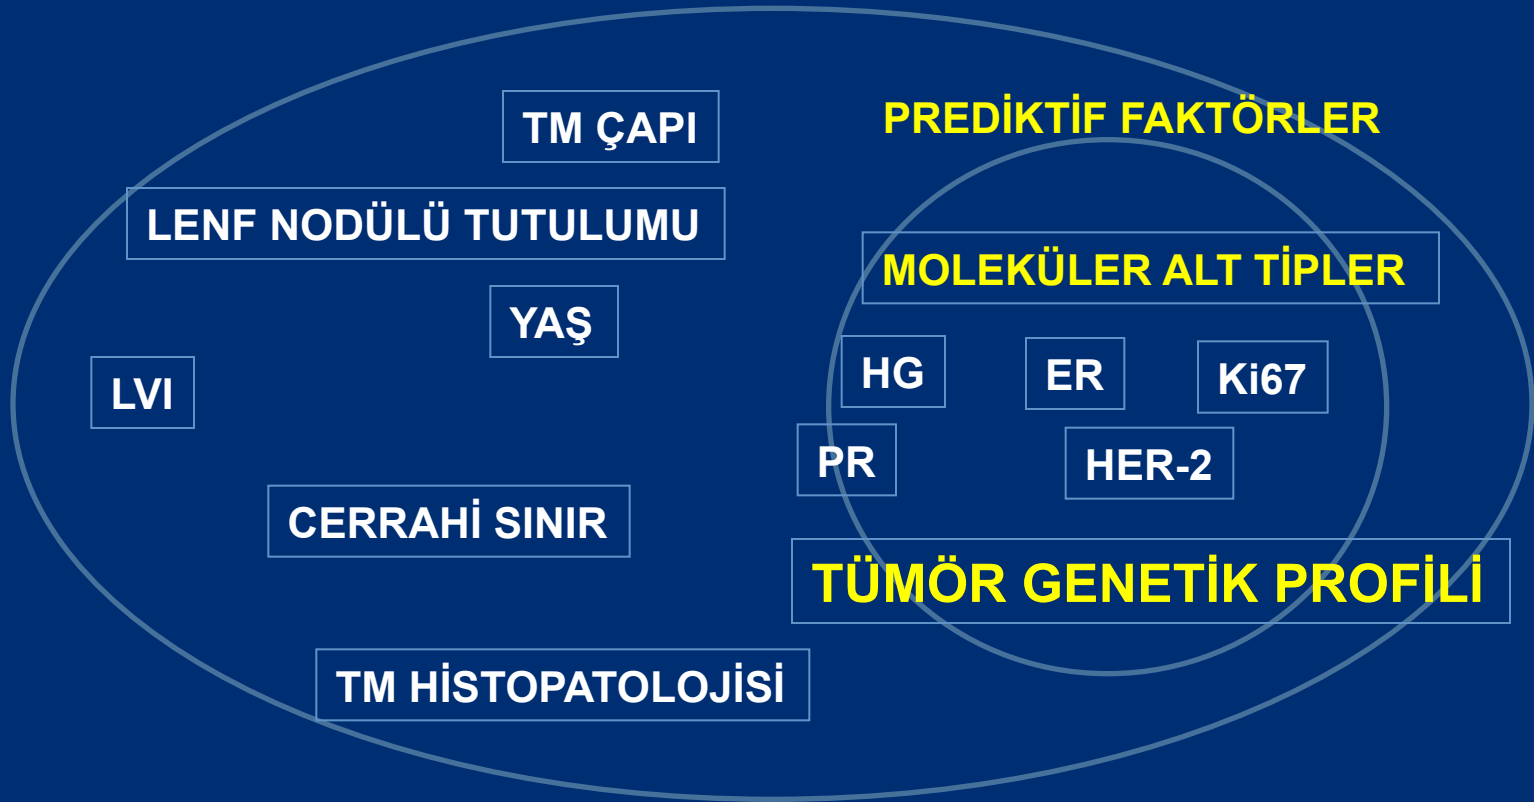 TM ÇAPI
PREDİKTİF FAKTÖRLER
LENF NODÜLÜ TUTULUMU
MOLEKÜLER ALT TİPLER
YAŞ
LVI
HG
ER
Ki67
PR
HER-2
CERRAHİ SINIR
TÜMÖR GENETİK PROFİLİ
TM HİSTOPATOLOJİSİ